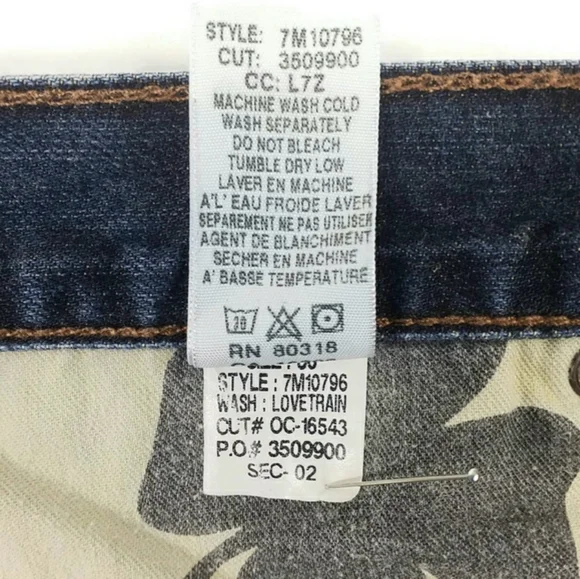 STYLE: 7M10796
CUT: 3509900
CC: L7Z
MACHINE WASH COLD
WASH SEPARATELY
DO NOT BLEACH
TUMBLE DRY LOW
LAVER EN MACHINE
A'L' EAU FROIDE LAVER
SEPAREMENT NE PAS UTILISER
AGENT DE BLANCHIMENT
SECHER EN MACHINE
A' BASSE TEMPERATURE
RN 80318
STYLE : 7M10796
WASH : LOVETRAIN
CUT# OC-16543
P.O.# 3509900
SEC- 02